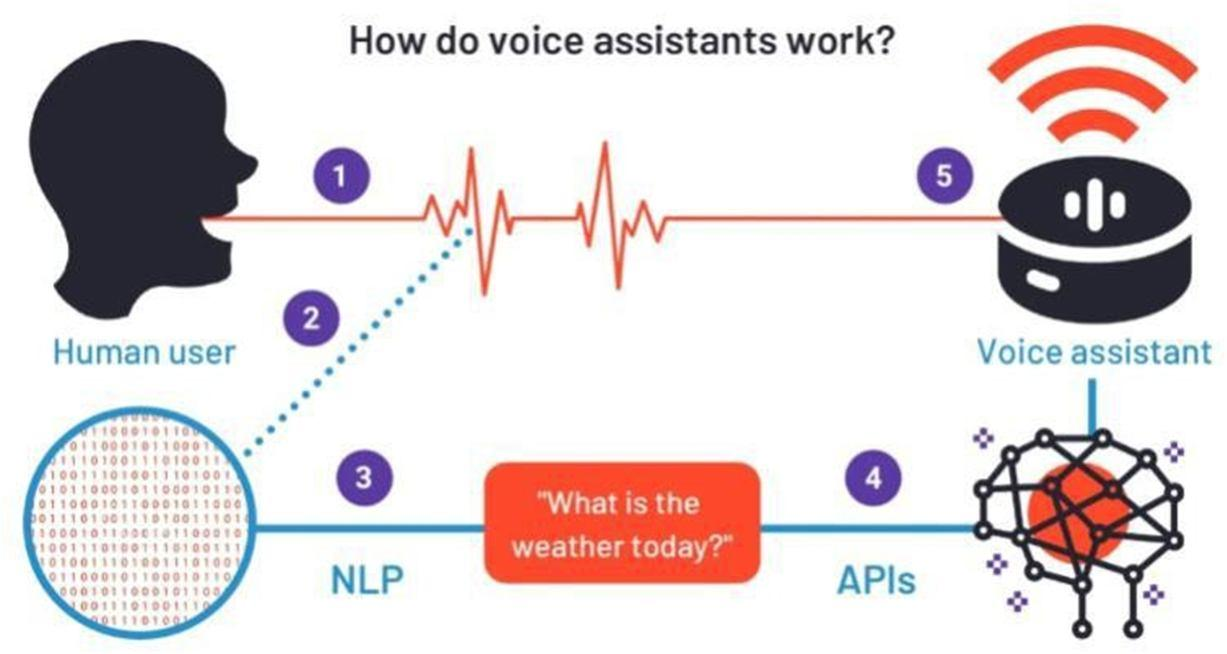 How do voice assistants work?
1
5
2
Human user
Voice assistant
3
"What is the
weather today?"
4
NLP
APIs